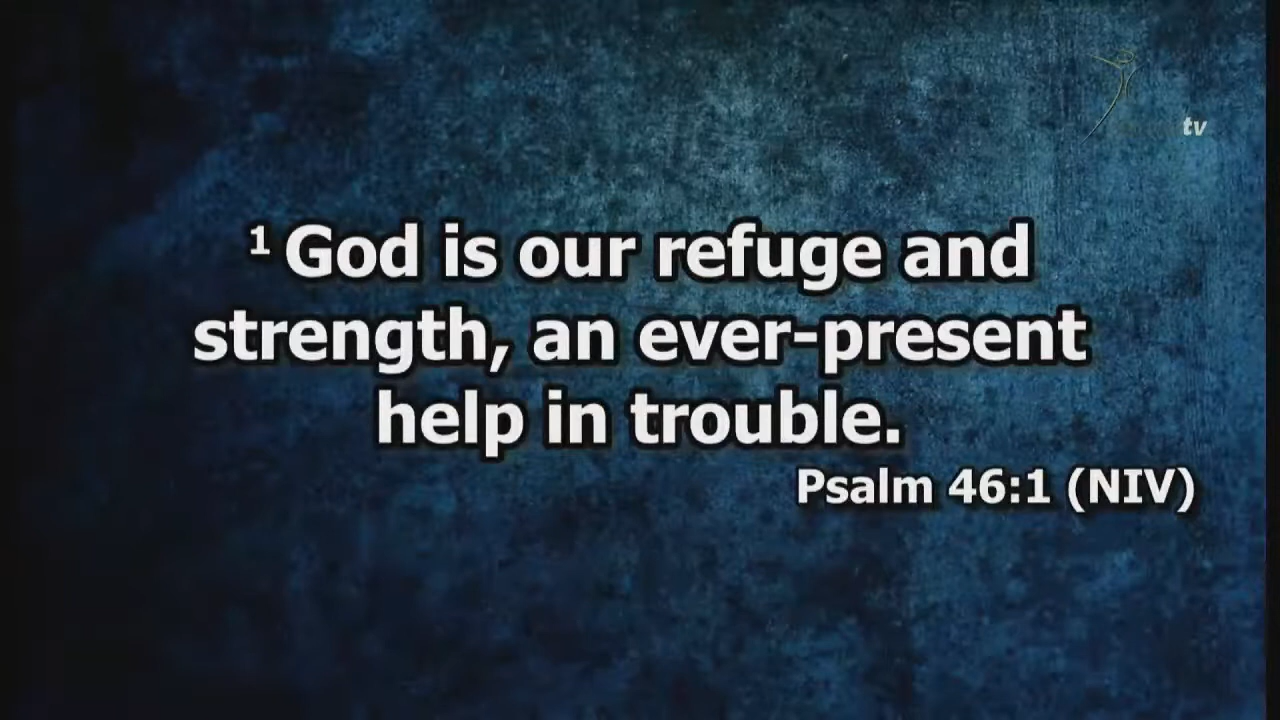 tv
¹ God is our refuge and
strength, an ever-present
help in trouble.
Psalm 46:1 (NIV)